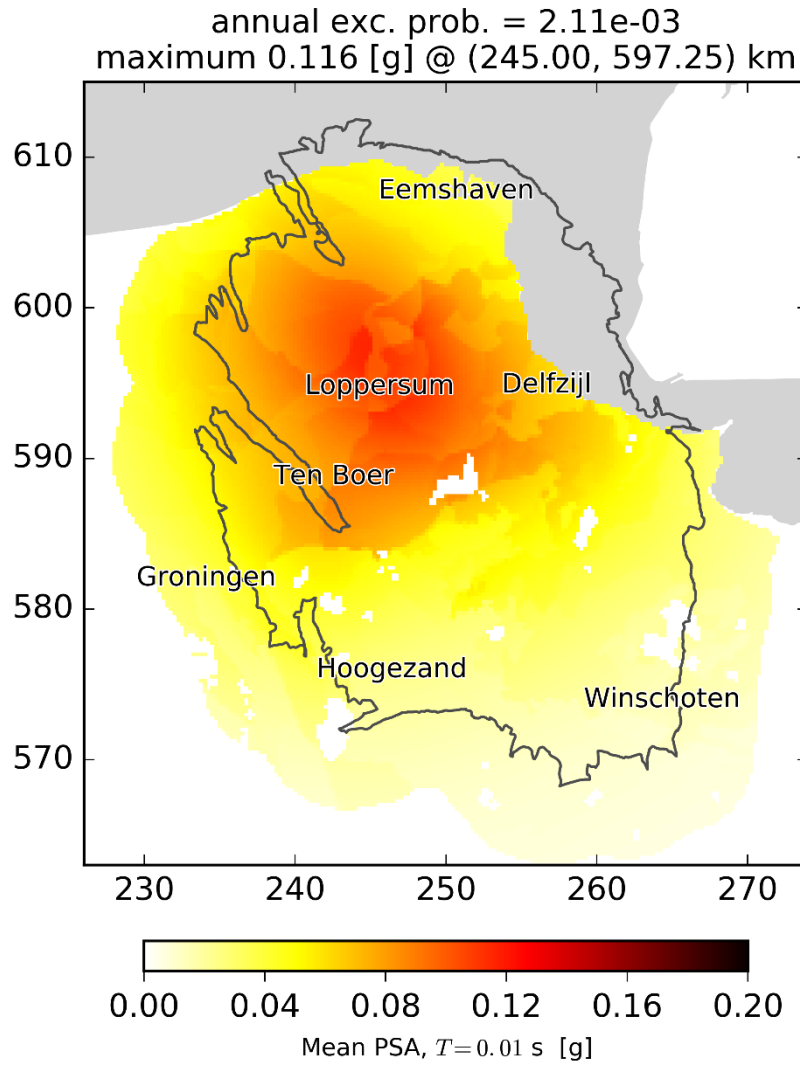 annual exc. prob. = 2.11e-03
maximum 0.116 [g] @ (245.00, 597.25) km
610
Eemshaven
600
Loppersum
Delfzijl
590
Ten Boer
Groningen
580
Hoogezand
Winschoten
570
230 240 250 260 270
0.00 0.04 0.08 0.12 0.16 0.20
Mean PSA, T=0.01 s [g]